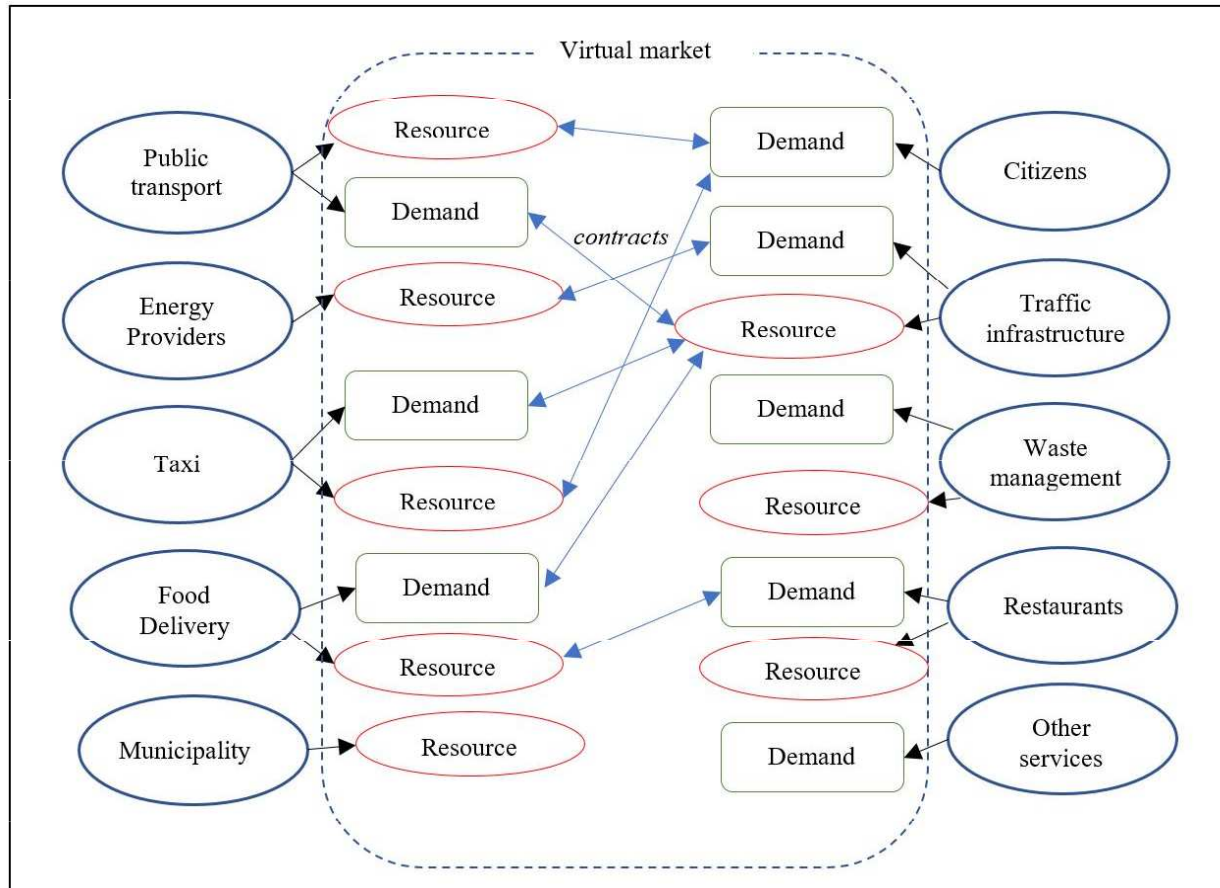 Virtual market
Resource
Demand
Public
transport
Citizens
Demand
contracts
Demand
Energy
Providers
Resource
Resource
Traffic
infrastructure
Demand
Demand
Taxi
Waste
management
Resource
Resource
Food
Delivery
Demand
Demand
Restaurants
Resource
Resource
Municipality
Resource
Demand
Other
services